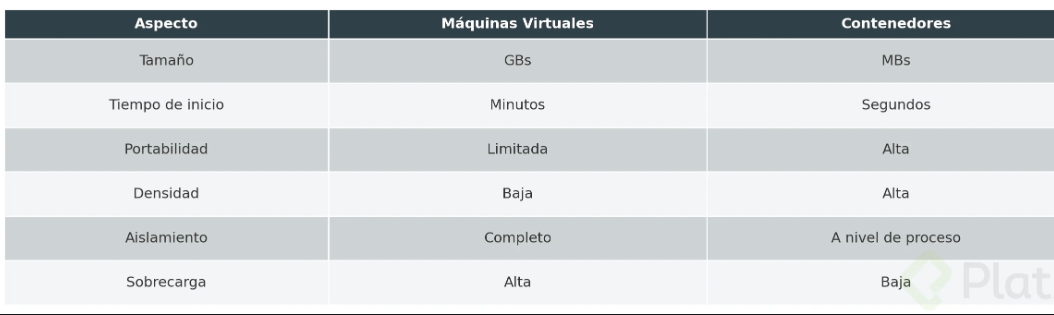 Aspecto Máquinas Virtuales Contenedores
Tamaño GBs MBs
Tiempo de inicio Minutos Segundos
Portabilidad Limitada Alta
Densidad Baja Alta
Aislamiento Completo A nivel de proceso
Sobrecarga Alta Baja
Plat